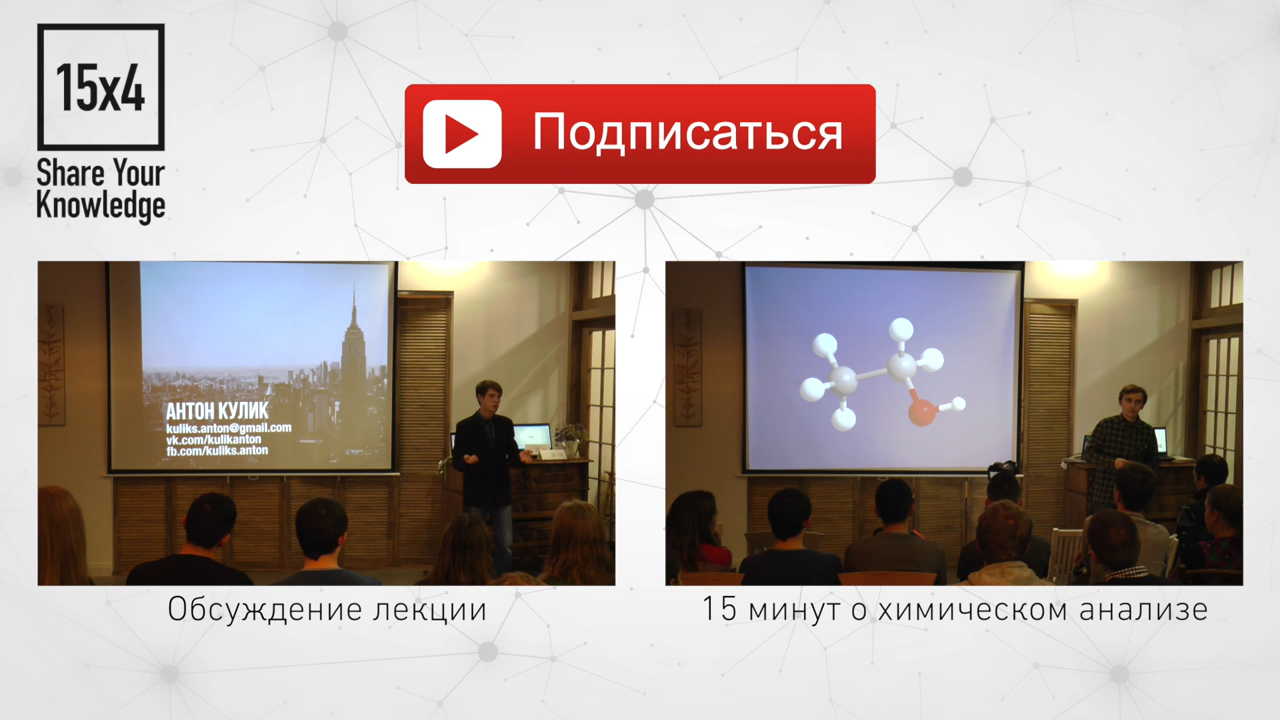 15x4
Share Your
Knowledge
Подписаться
АНТОН КУЛИК
kuliks.anton@gmail.com
vk.com/kulikanton
fb.com/kuliks.anton
Обсуждение лекции
15 минут о химическом анализе